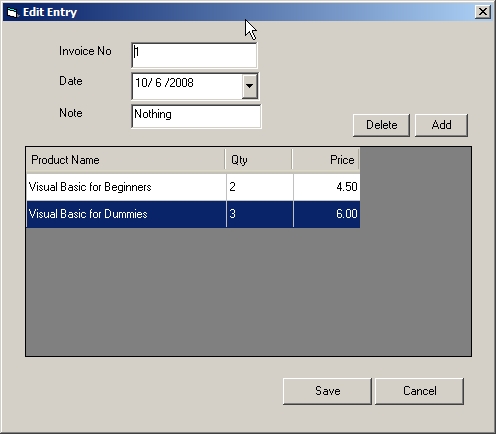 Edit Entry
Invoice No 1
Date 10/ 6 /2008
Note Nothing
Delete Add
Product Name Qty Price
Visual Basic for Beginners 2 4.50
Visual Basic for Dummies 3 6.00
Save Cancel